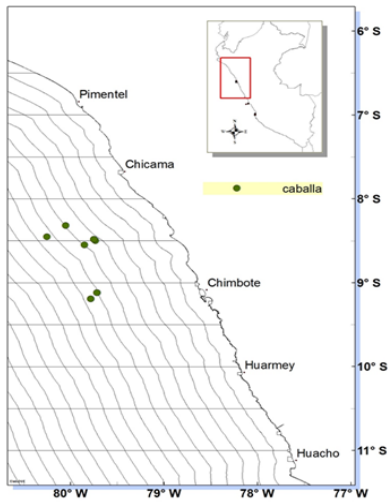 6° S
Pimentel
7° S
Chicama
8° S
caballa
Chimbote
9° S
Huarmey
10° S
Huacho
11° S
80° W
79° W
78° W
77° W